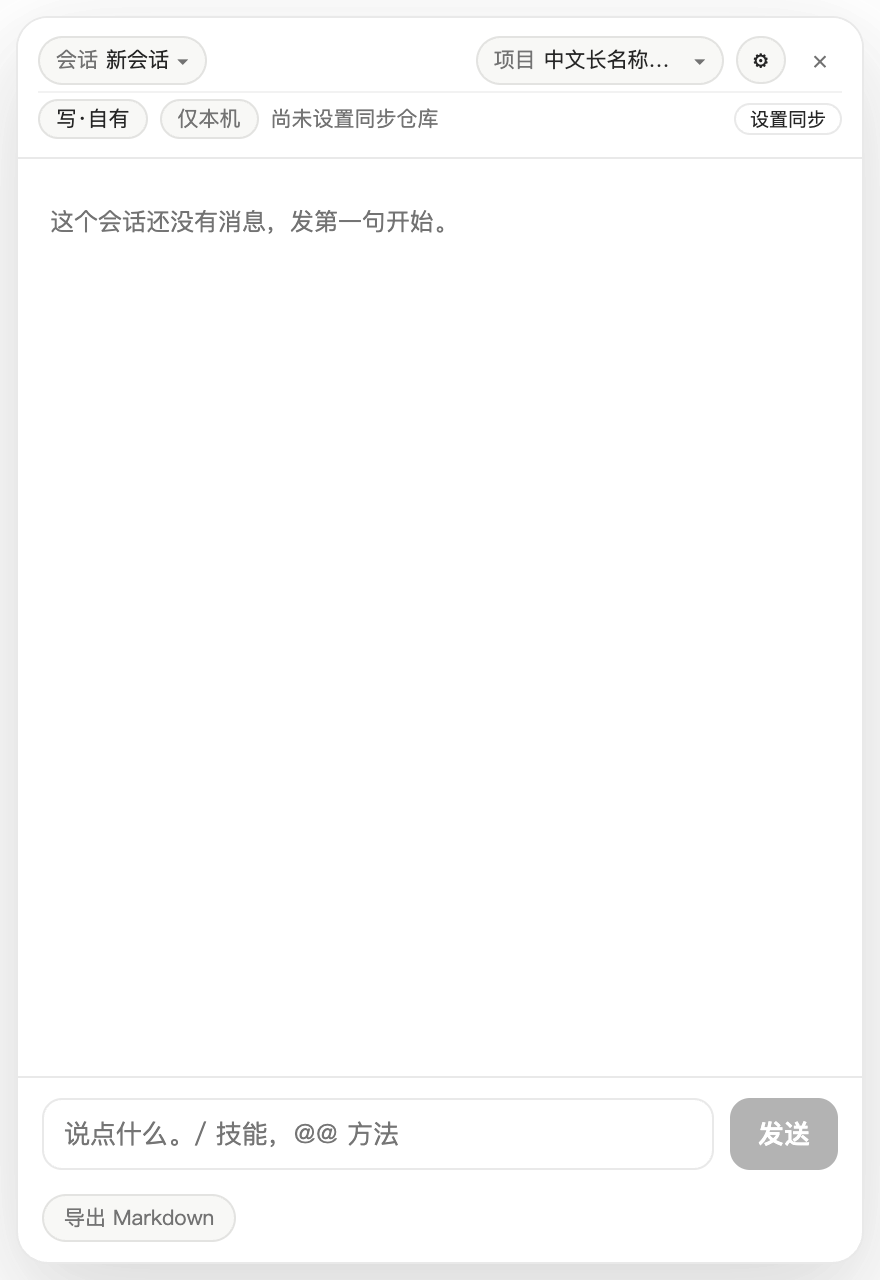 会话 新会话 项目 中文长名称…
写·自有 仅本机 尚未设置同步仓库 设置同步
这个会话还没有消息，发第一句开始。
说点什么。/ 技能，@@ 方法 发送
导出 Markdown